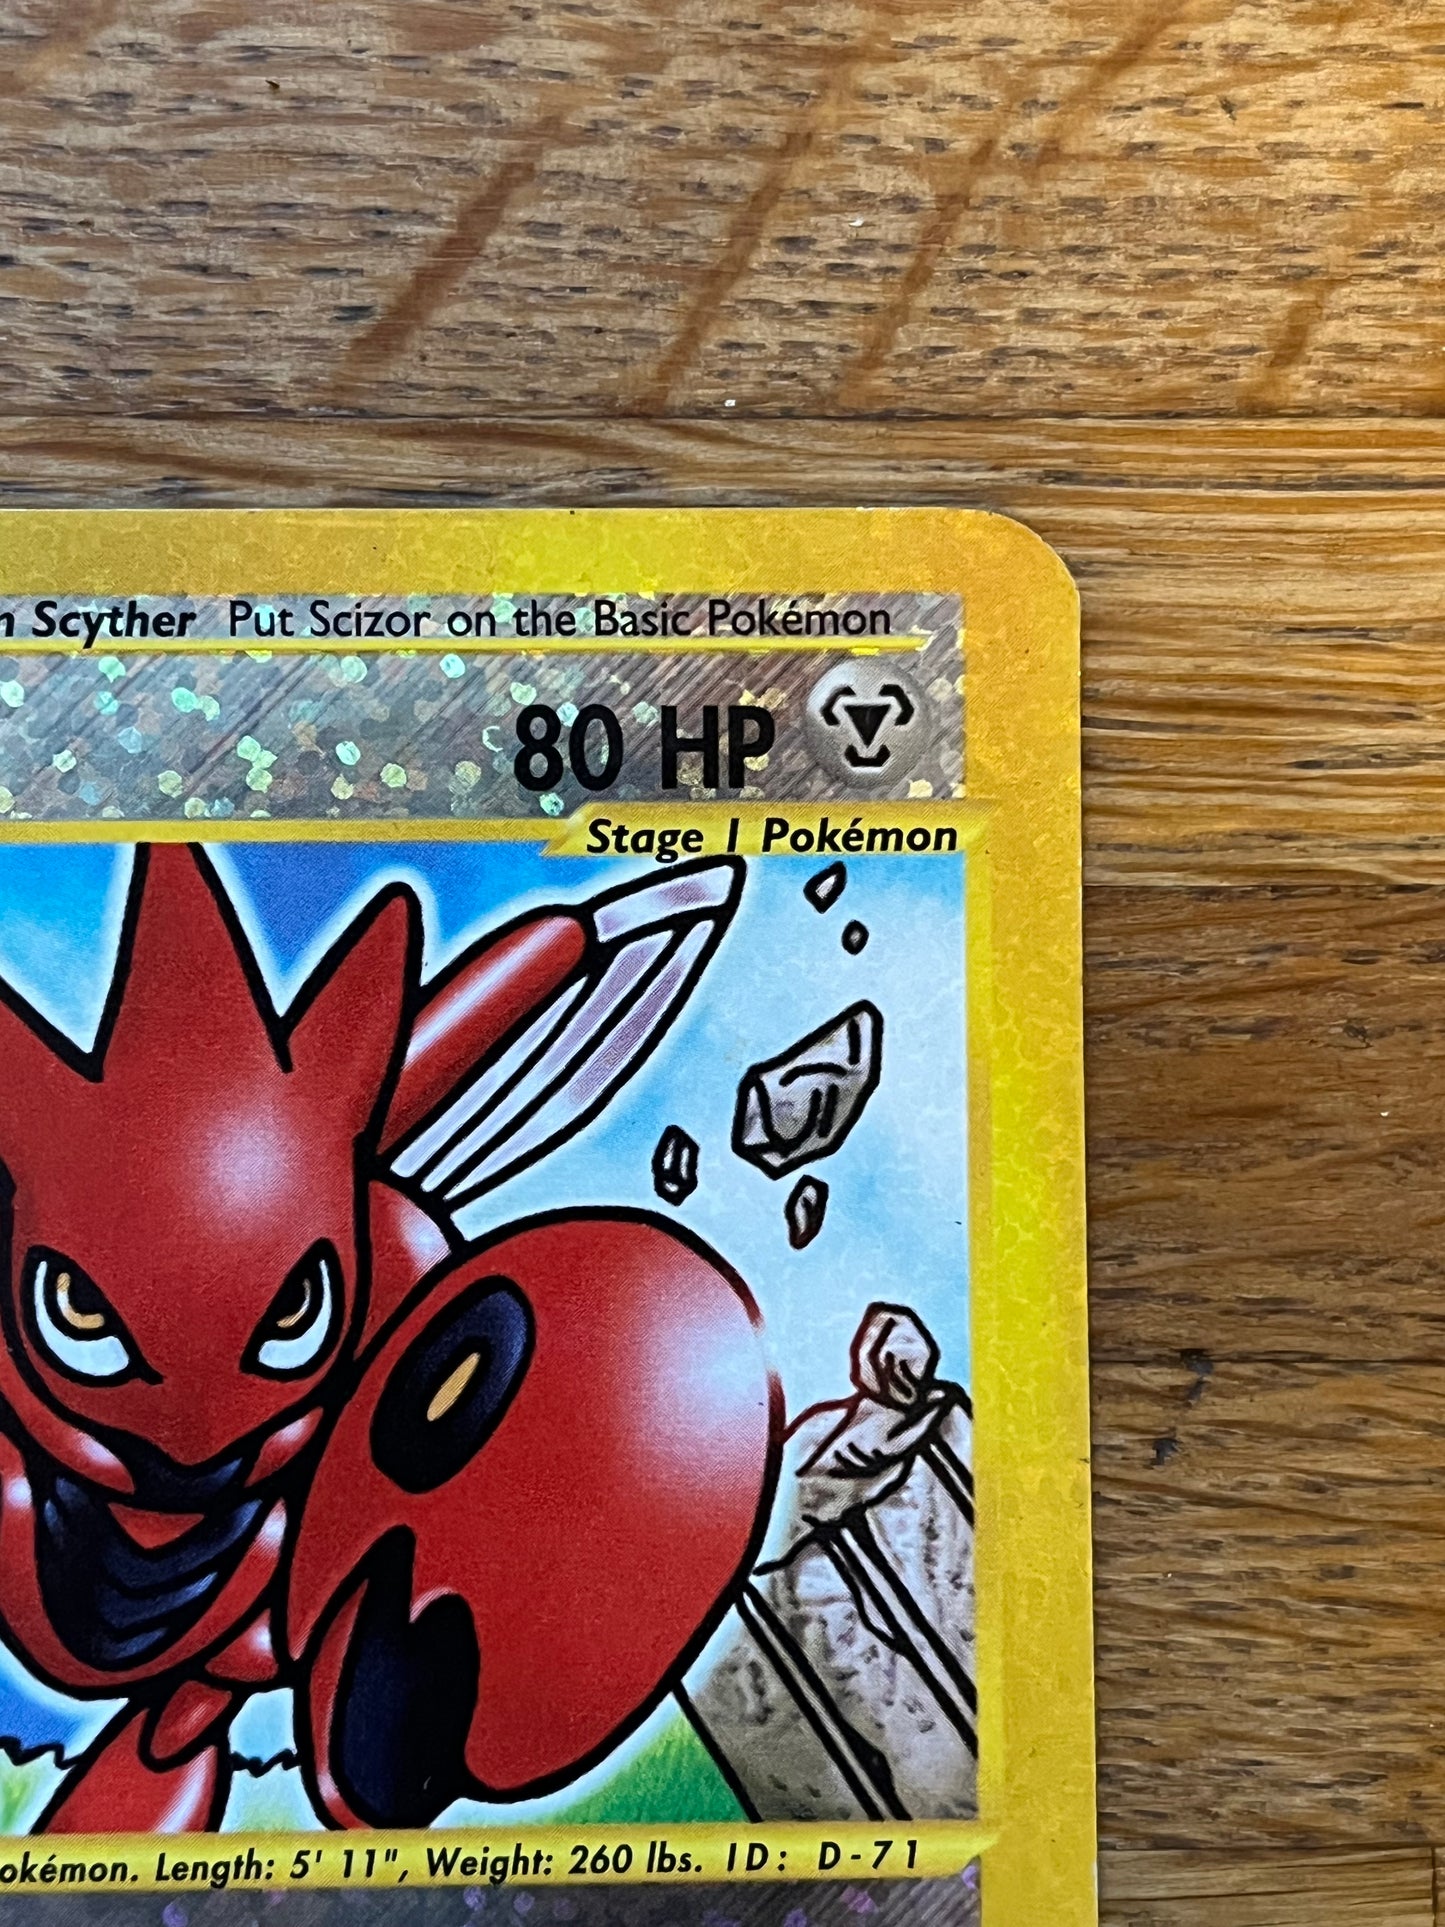 Scyther Put Scizor on the Basic Pokémon
80 HP
Stage 1 Pokémon
Length: 5' 11", Weight: 260 lbs. ID: D-71